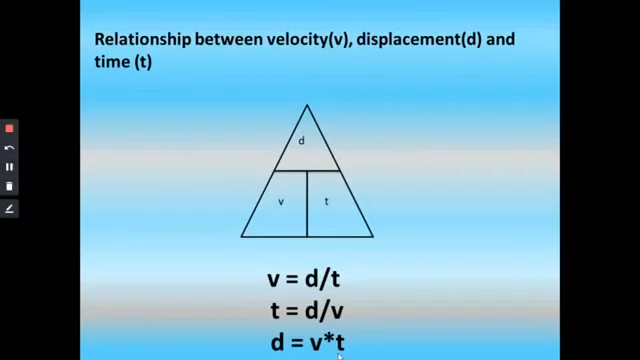 Relationship between velocity(v), displacement(d) and
time (t)
d
v t
v = d/t
t = d/v
d = v*t